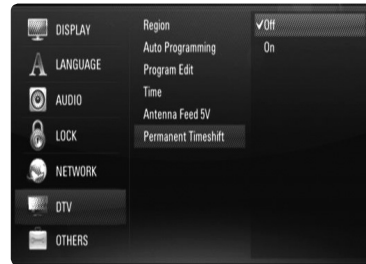 DISPLAY
LANGUAGE
AUDIO
LOCK
NETWORK
DTV
OTHERS
Region
Auto Programming
Program Edit
Time
Antenna Feed 5V
Permanent Timeshift
✓Off
On